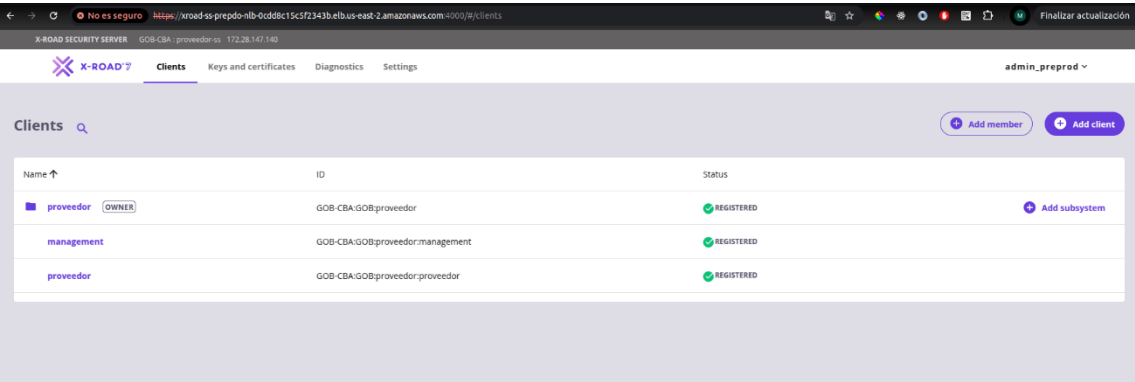 No es seguro https://xroad-ss-prepdo-nlb-0cdd8c15c5f2343b.elb.us-east-2.amazonaws.com:4000/#/clients M Finalizar actualización
X-ROAD SECURITY SERVER GOB-CBA : proveedor-ss 172.28.147.140
X-ROAD® 7 Clients Keys and certificates Diagnostics Settings admin_preprod
Clients Add member Add client
Name ID Status
proveedor OWNER GOB-CBA:GOB:proveedor REGISTERED Add subsystem
management GOB-CBA:GOB:proveedor:management REGISTERED
proveedor GOB-CBA:GOB:proveedor:proveedor REGISTERED